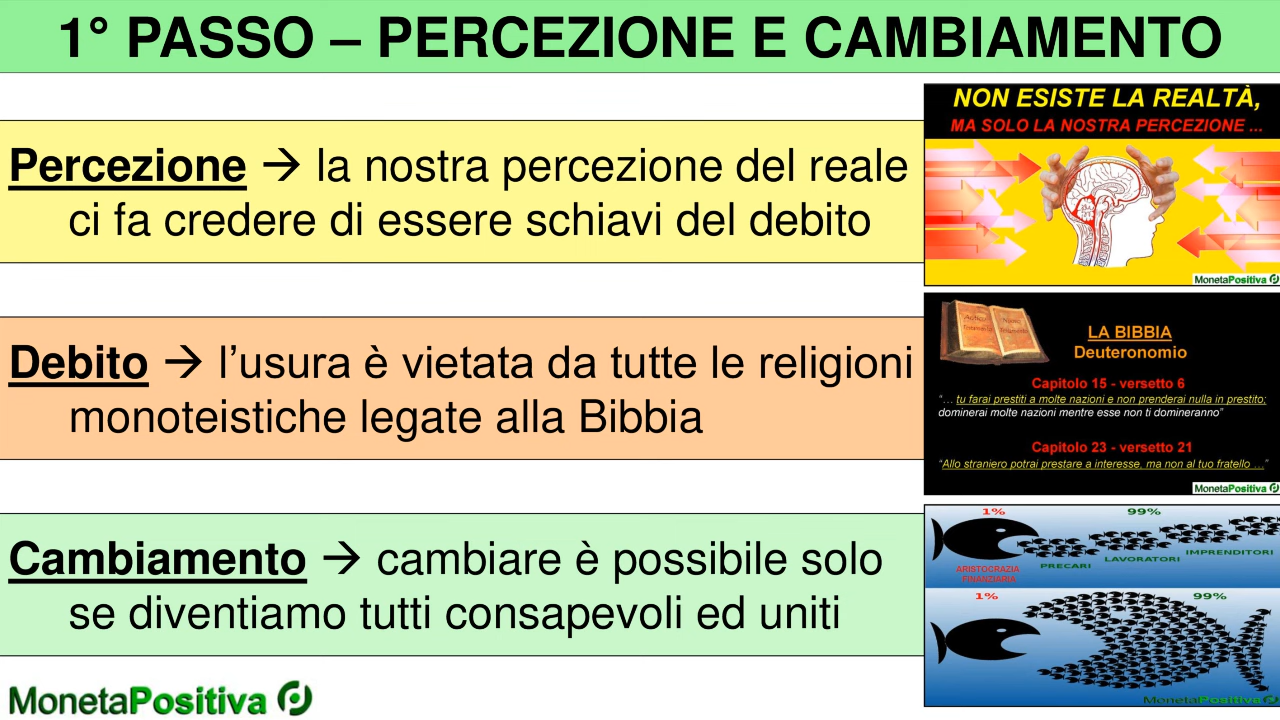 1° PASSO – PERCEZIONE E CAMBIAMENTO
Percezione → la nostra percezione del reale
ci fa credere di essere schiavi del debito
NON ESISTE LA REALTÀ,
MA SOLO LA NOSTRA PERCEZIONE ...
MonetaPositiva
Debito → l’usura è vietata da tutte le religioni
monoteistiche legate alla Bibbia
LA BIBBIA
Deuteronomio
Capitolo 15 - versetto 6
“… tu farai prestiti a molte nazioni e non prenderai nulla in prestito;
dominerai molte nazioni mentre esse non ti domineranno”
Capitolo 23 - versetto 21
“Allo straniero potrai prestare a interesse, ma non al tuo fratello …”
MonetaPositiva
Cambiamento → cambiare è possibile solo
se diventiamo tutti consapevoli ed uniti
1% 99%
ARISTOCRAZIA
FINANZIARIA
PRECARI
LAVORATORI
IMPRENDITORI
1% 99%
MonetaPositiva
MonetaPositiva